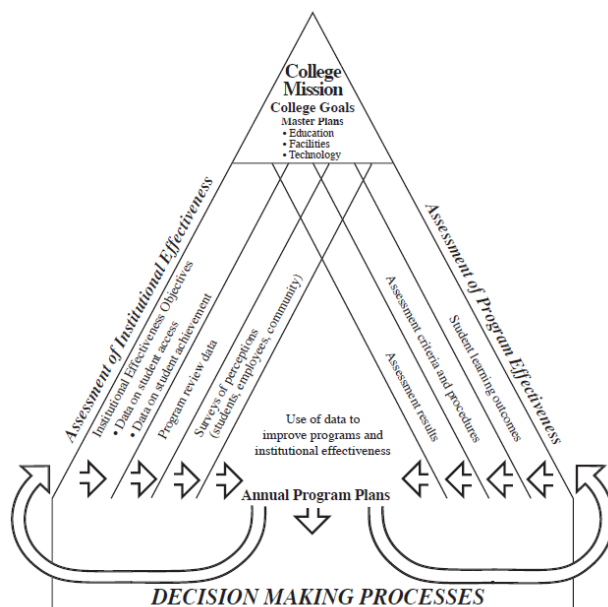 College
Mission
College Goals
Master Plans
• Education
• Facilities
• Technology
Assessment of Institutional Effectiveness
Institutional Effectiveness Objectives
• Data on student access
• Data on student achievement
Program review data
Surveys of perceptions
(students, employees, community)
Assessment of Program Effectiveness
Student learning outcomes
Assessment criteria and procedures
Assessment results
Use of data to
improve programs and
institutional effectiveness
Annual Program Plans
DECISION MAKING PROCESSES